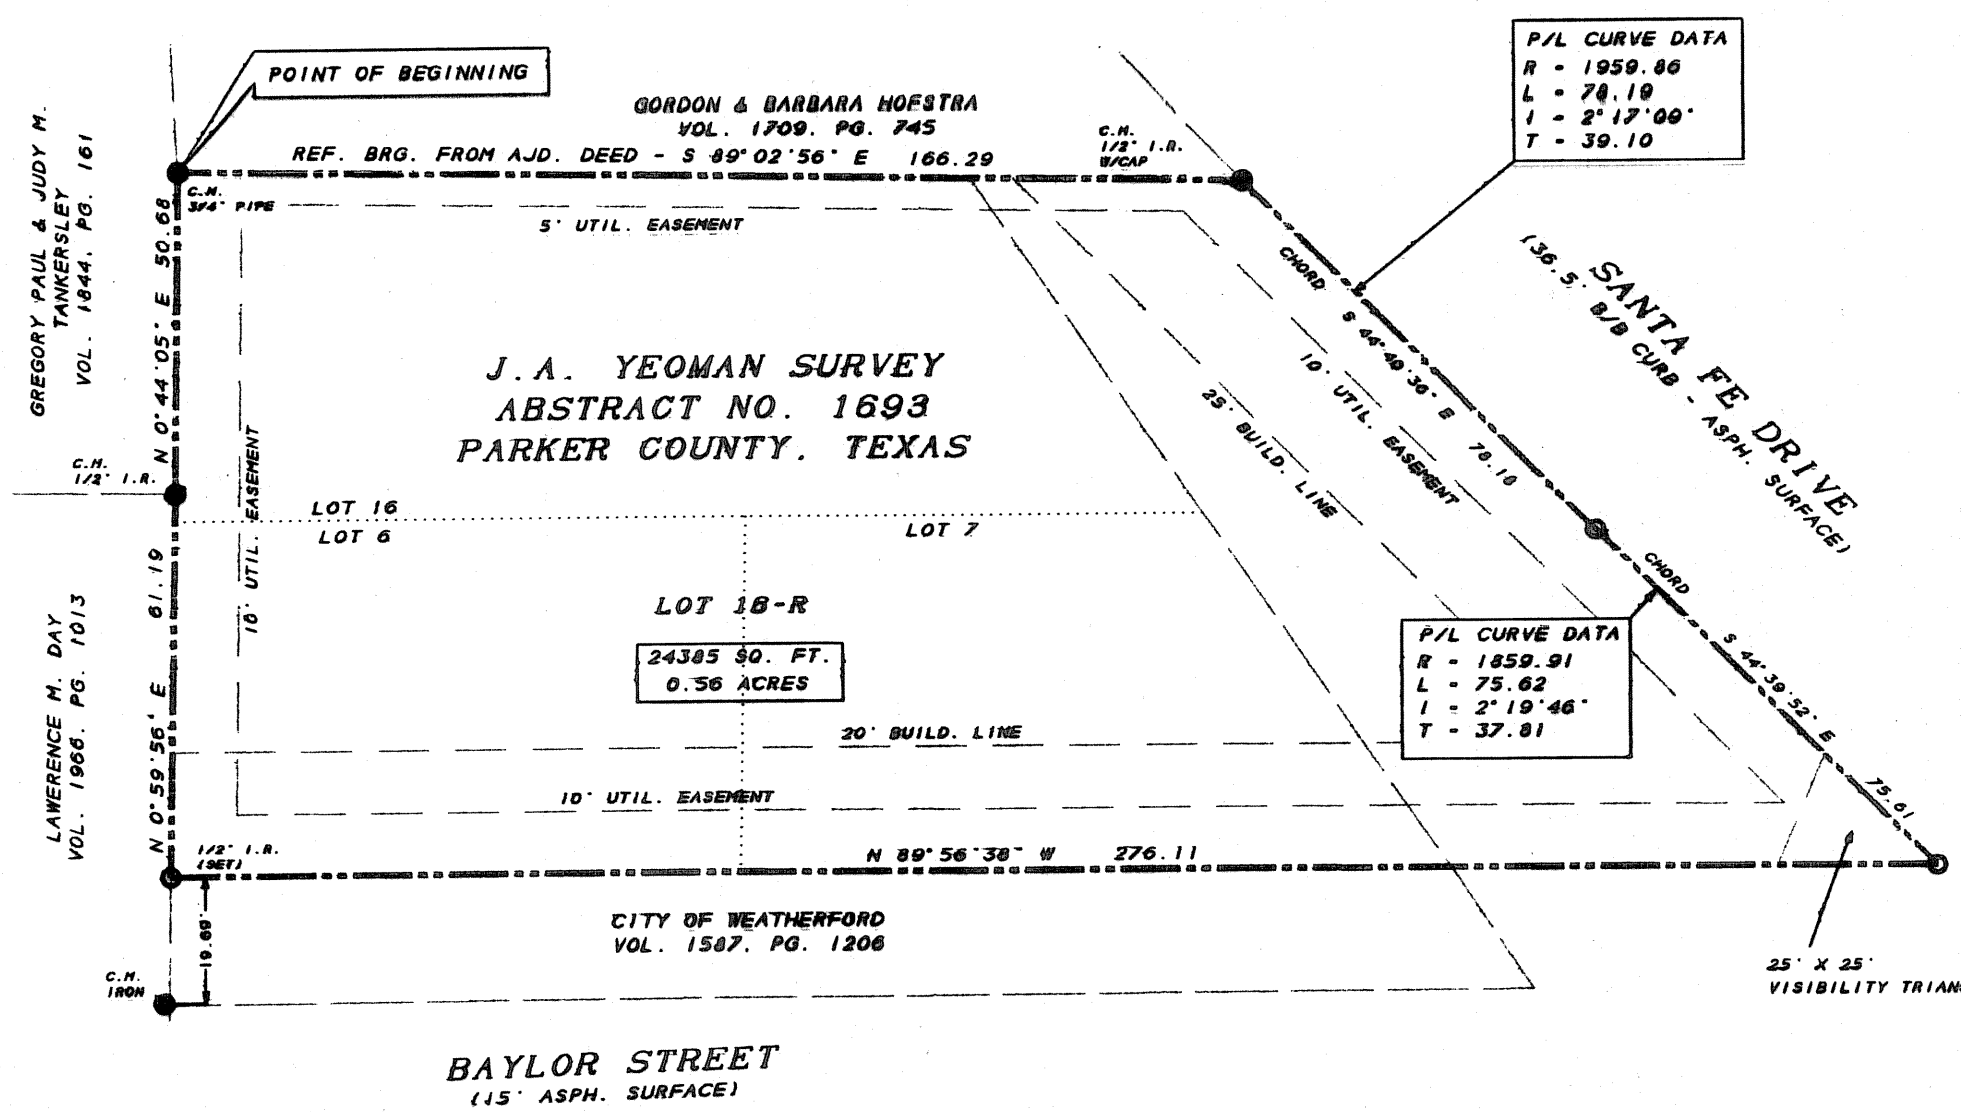 POINT OF BEGINNING
GORDON & BARBARA HOFSTRA
VOL. 1709. PG. 745
REF. BRG. FROM AJD. DEED - S 89°02'56" E 166.29
C.M.
1/2" I.R.
W/CAP
P/L CURVE DATA
R - 1959.86
L - 78.19
I - 2°17'09"
T - 39.10
GREGORY PAUL & JUDY M.
TANKERSLEY
VOL. 1844. PG. 161
N 0°44'05" E 50.68
C.M.
3/4" PIPE
5' UTIL. EASEMENT
CHORD
S 44°40'36" E 78.18
SANTA FE DRIVE
(36.5' B/B CURB - ASPH. SURFACE)
10' UTIL. EASEMENT
25' BUILD. LINE
J.A. YEOMAN SURVEY
ABSTRACT NO. 1693
PARKER COUNTY. TEXAS
C.M.
1/2" I.R.
10' UTIL. EASEMENT
LOT 16
LOT 6
LOT 7
LAWERENCE M. DAY
VOL. 1966. PG. 1013
N 0°59'56" E 61.19
LOT 16-R
24385 SQ. FT.
0.56 ACRES
CHORD
S 44°39'52" E 75.61
P/L CURVE DATA
R - 1859.91
L - 75.62
I - 2°19'46"
T - 37.81
20' BUILD. LINE
10' UTIL. EASEMENT
1/2" I.R.
(SET)
N 89°56'38" W 276.11
19.69'
CITY OF WEATHERFORD
VOL. 1587. PG. 1206
C.M.
IRON
25' X 25'
VISIBILITY TRIAN
BAYLOR STREET
(15' ASPH. SURFACE)